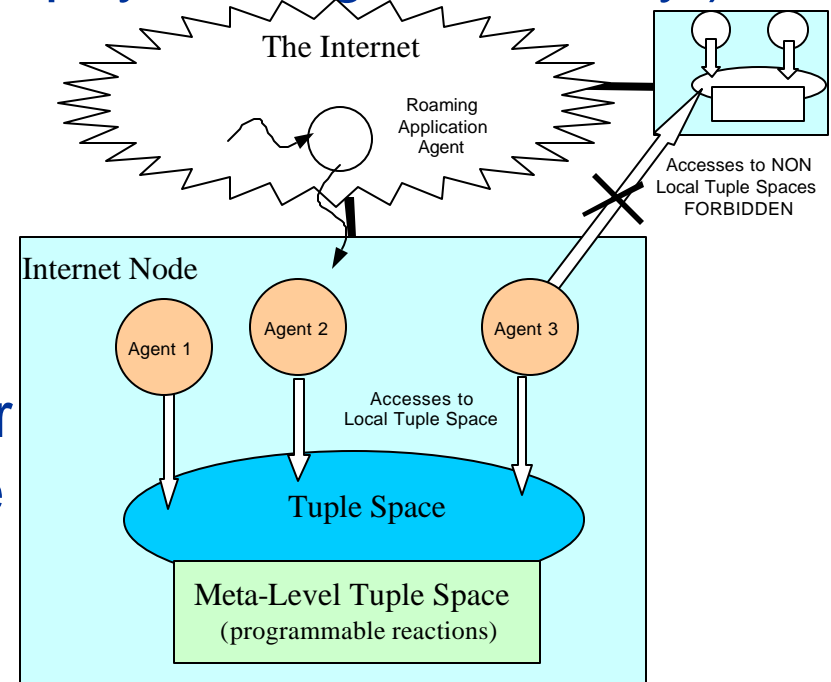 The Internet
Roaming
Application
Agent
Accesses to NON
Local Tuple Spaces
FORBIDDEN
Internet Node
Agent 1
Agent 2
Agent 3
Accesses to
Local Tuple Space
Tuple Space
Meta-Level Tuple Space
(programmable reactions)